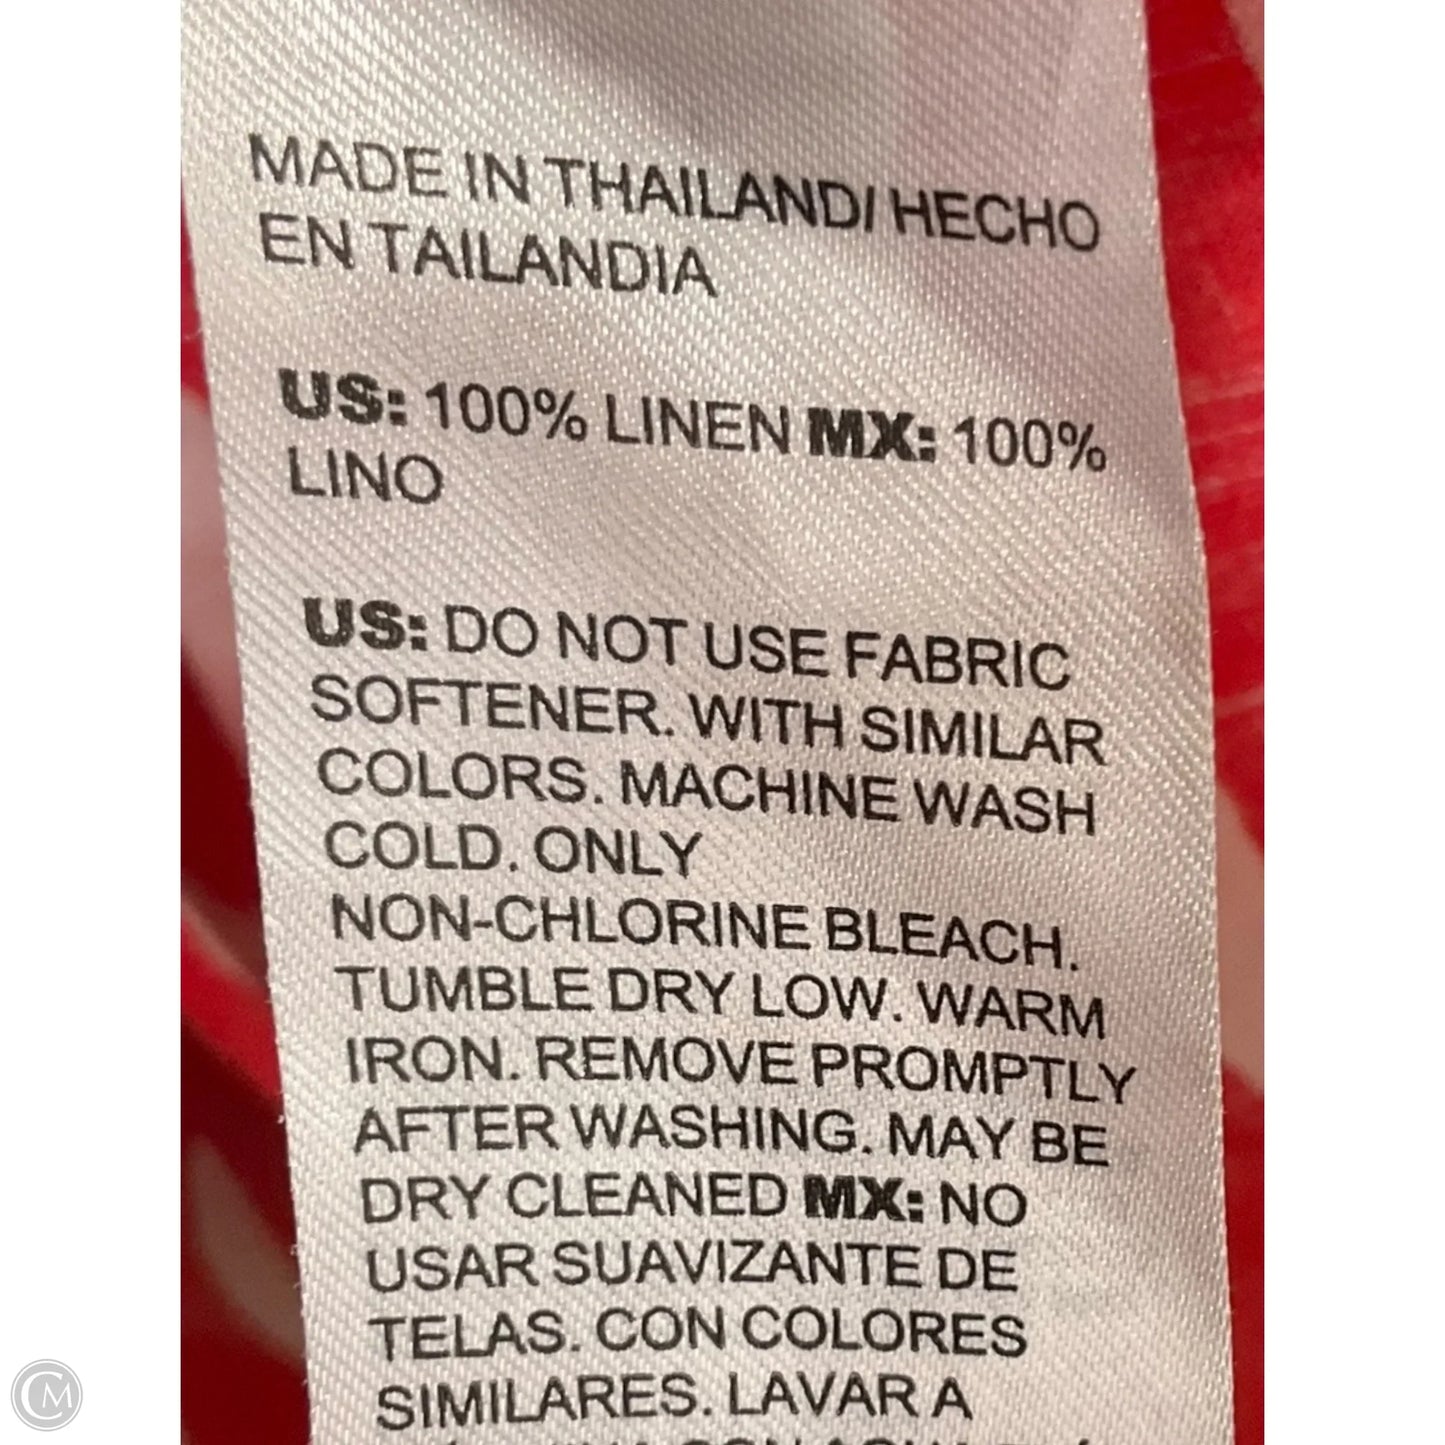 MADE IN THAILAND/ HECHO
EN TAILANDIA
US: 100% LINEN MX: 100%
LINO
US: DO NOT USE FABRIC
SOFTENER. WITH SIMILAR
COLORS. MACHINE WASH
COLD. ONLY
NON-CHLORINE BLEACH.
TUMBLE DRY LOW. WARM
IRON. REMOVE PROMPTLY
AFTER WASHING. MAY BE
DRY CLEANED MX: NO
USAR SUAVIZANTE DE
TELAS. CON COLORES
SIMILARES. LAVAR A
CM